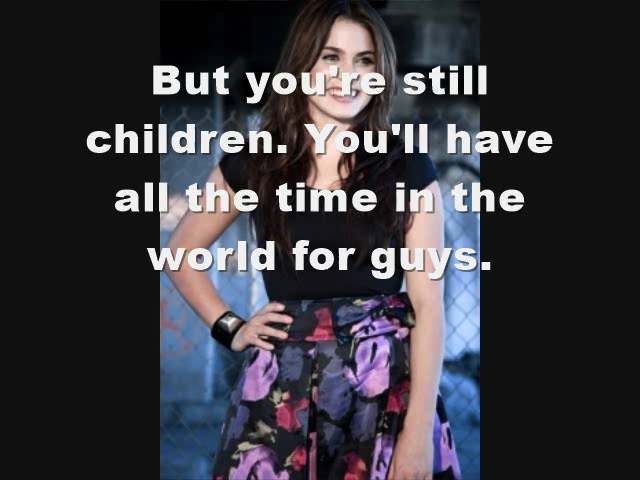 But you're still
children. You'll have
all the time in the
world for guys.